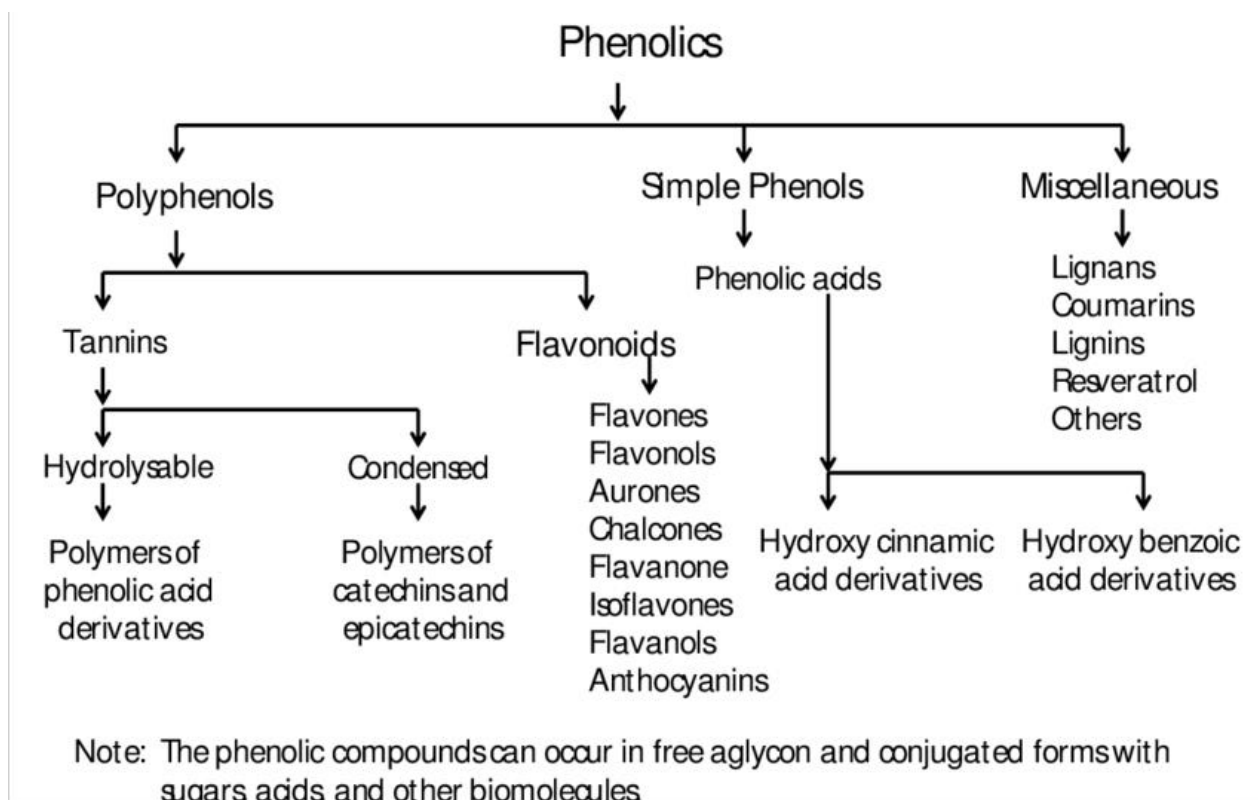 Phenolics
Polyphenols
Simple Phenols
Miscellaneous
Tannins
Flavonoids
Phenolic acids
Lignans
Coumarins
Lignins
Resveratrol
Others
Hydrolysable
Condensed
Polymers of
phenolic acid
derivatives
Polymers of
catechins and
epicatechins
Flavones
Flavonols
Aurones
Chalcones
Flavanone
Isoflavones
Flavanols
Anthocyanins
Hydroxy cinnamic
acid derivatives
Hydroxy benzoic
acid derivatives
Note: The phenolic compounds can occur in free aglycon and conjugated forms with
sugars acids and other biomolecules